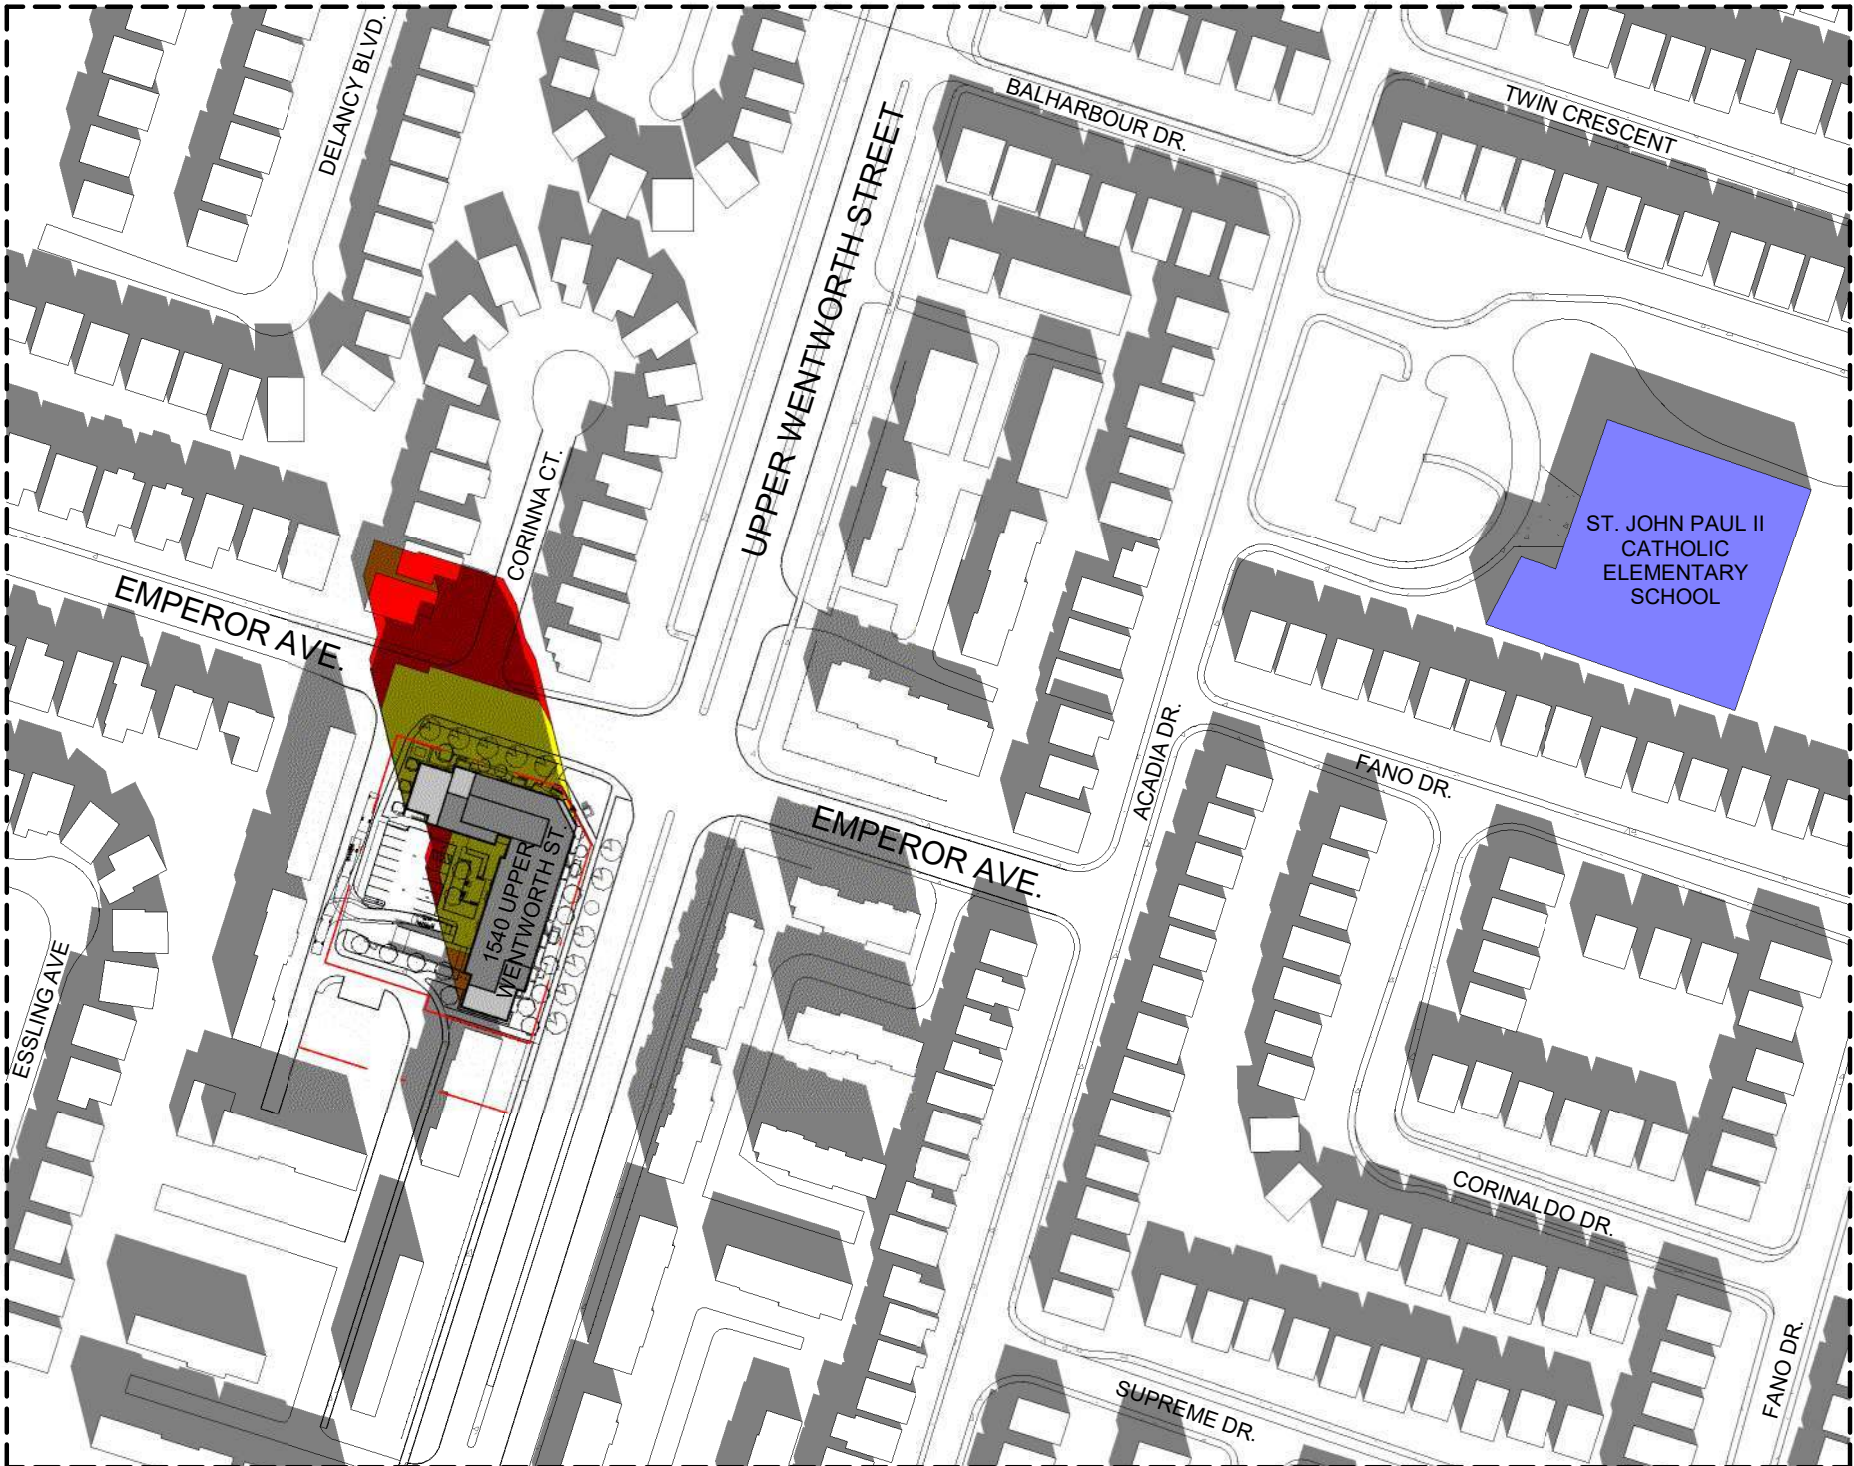 DELANCY BLVD.
BALHARBOUR DR.
TWIN CRESCENT
UPPER WENTWORTH STREET
CORINNA CT.
ST. JOHN PAUL II
CATHOLIC
ELEMENTARY
SCHOOL
EMPEROR AVE.
ACADIA DR.
FANO DR.
EMPEROR AVE.
1540 UPPER
WENTWORTH ST.
ESSLING AVE
CORINALDO DR.
FANO DR.
SUPREME DR.